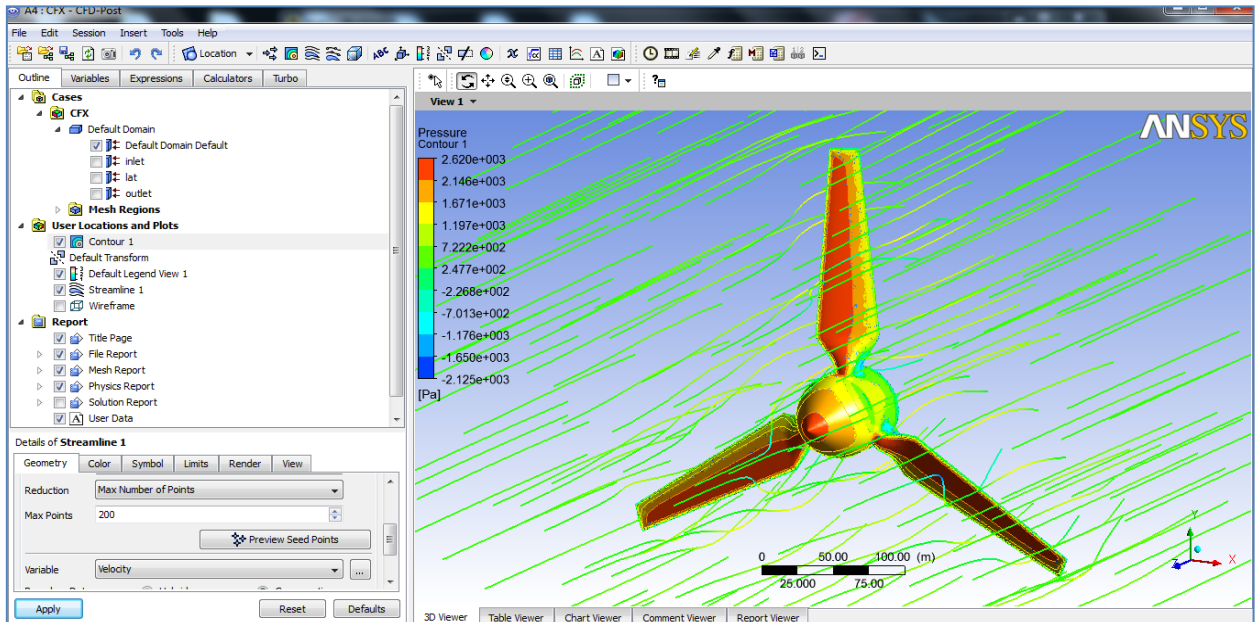 A4 : CFX - CFD-Post
File Edit Session Insert Tools Help
Location
Outline Variables Expressions Calculators Turbo
Cases
CFX
Default Domain
Default Domain Default
inlet
lat
outlet
Mesh Regions
User Locations and Plots
Contour 1
Default Transform
Default Legend View 1
Streamline 1
Wireframe
Report
Title Page
File Report
Mesh Report
Physics Report
Solution Report
User Data
Details of Streamline 1
Geometry Color Symbol Limits Render View
Reduction Max Number of Points
Max Points 200
Preview Seed Points
Variable Velocity ...
Apply Reset Defaults
View 1
ANSYS
Pressure
Contour 1
2.620e+003
2.146e+003
1.671e+003
1.197e+003
7.222e+002
2.477e+002
-2.268e+002
-7.013e+002
-1.176e+003
-1.650e+003
-2.125e+003
[Pa]
0 50.00 100.00 (m)
25.000 75.00
Y
Z X
3D Viewer Table Viewer Chart Viewer Comment Viewer Report Viewer